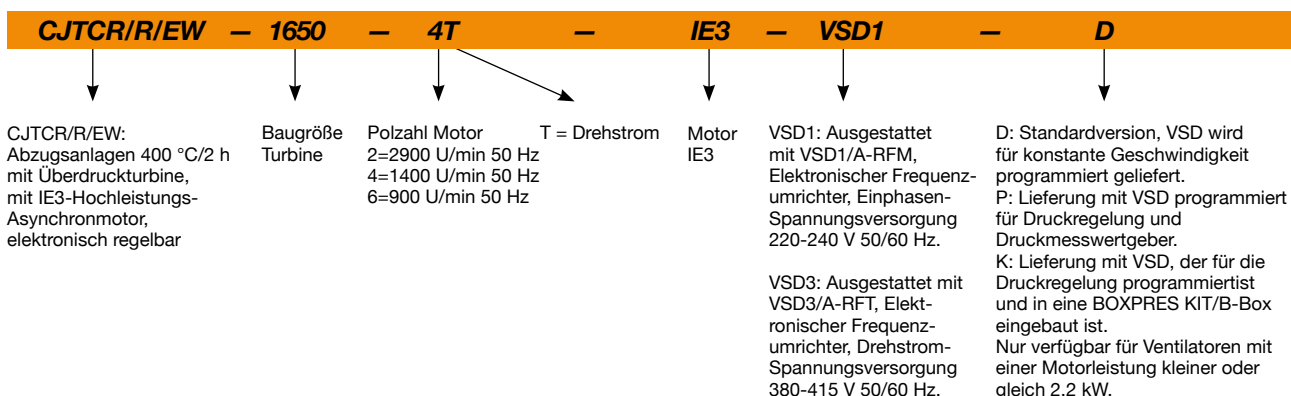 CJTCR/R/EW — 1650 — 4T — IE3 — VSD1 — D
CJTCR/R/EW:
Abzugsanlagen 400 °C/2 h
mit Überdruckturbine,
mit IE3-Hochleistungs-
Asynchronmotor,
elektronisch regelbar
Baugröße
Turbine
Polzahl Motor
2=2900 U/min 50 Hz
4=1400 U/min 50 Hz
6=900 U/min 50 Hz
T = Drehstrom
Motor
IE3
VSD1: Ausgestattet
mit VSD1/A-RFM,
Elektronischer Frequenz-
umrichter, Einphasen-
Spannungsversorgung
220-240 V 50/60 Hz.
VSD3: Ausgestattet mit
VSD3/A-RFT, Elekt-
ronischer Frequenz-
umrichter, Drehstrom-
Spannungsversorgung
380-415 V 50/60 Hz.
D: Standardversion, VSD wird
für konstante Geschwindigkeit
programmiert geliefert.
P: Lieferung mit VSD programmiert
für Druckregelung und
Druckmesswertgeber.
K: Lieferung mit VSD, der für die
Druckregelung programmiertist
und in eine BOXPRES KIT/B-Box
eingebaut ist.
Nur verfügbar für Ventilatoren mit
einer Motorleistung kleiner oder
gleich 2,2 kW.